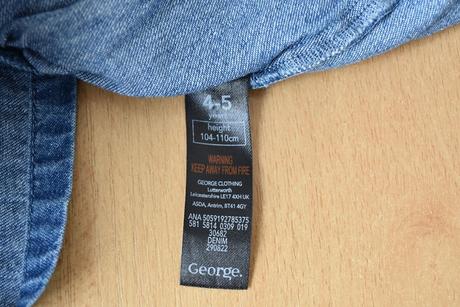 4-5
years
height
104-110cm
WARNING
KEEP AWAY FROM FIRE
GEORGE CLOTHING
Lutterworth
Leicestershire LE17 4XH UK
ASDA, Antrim, BT41 4GY
ANA 5059192785375
581 5814 0309 019
30682
DENIM
290822
George.